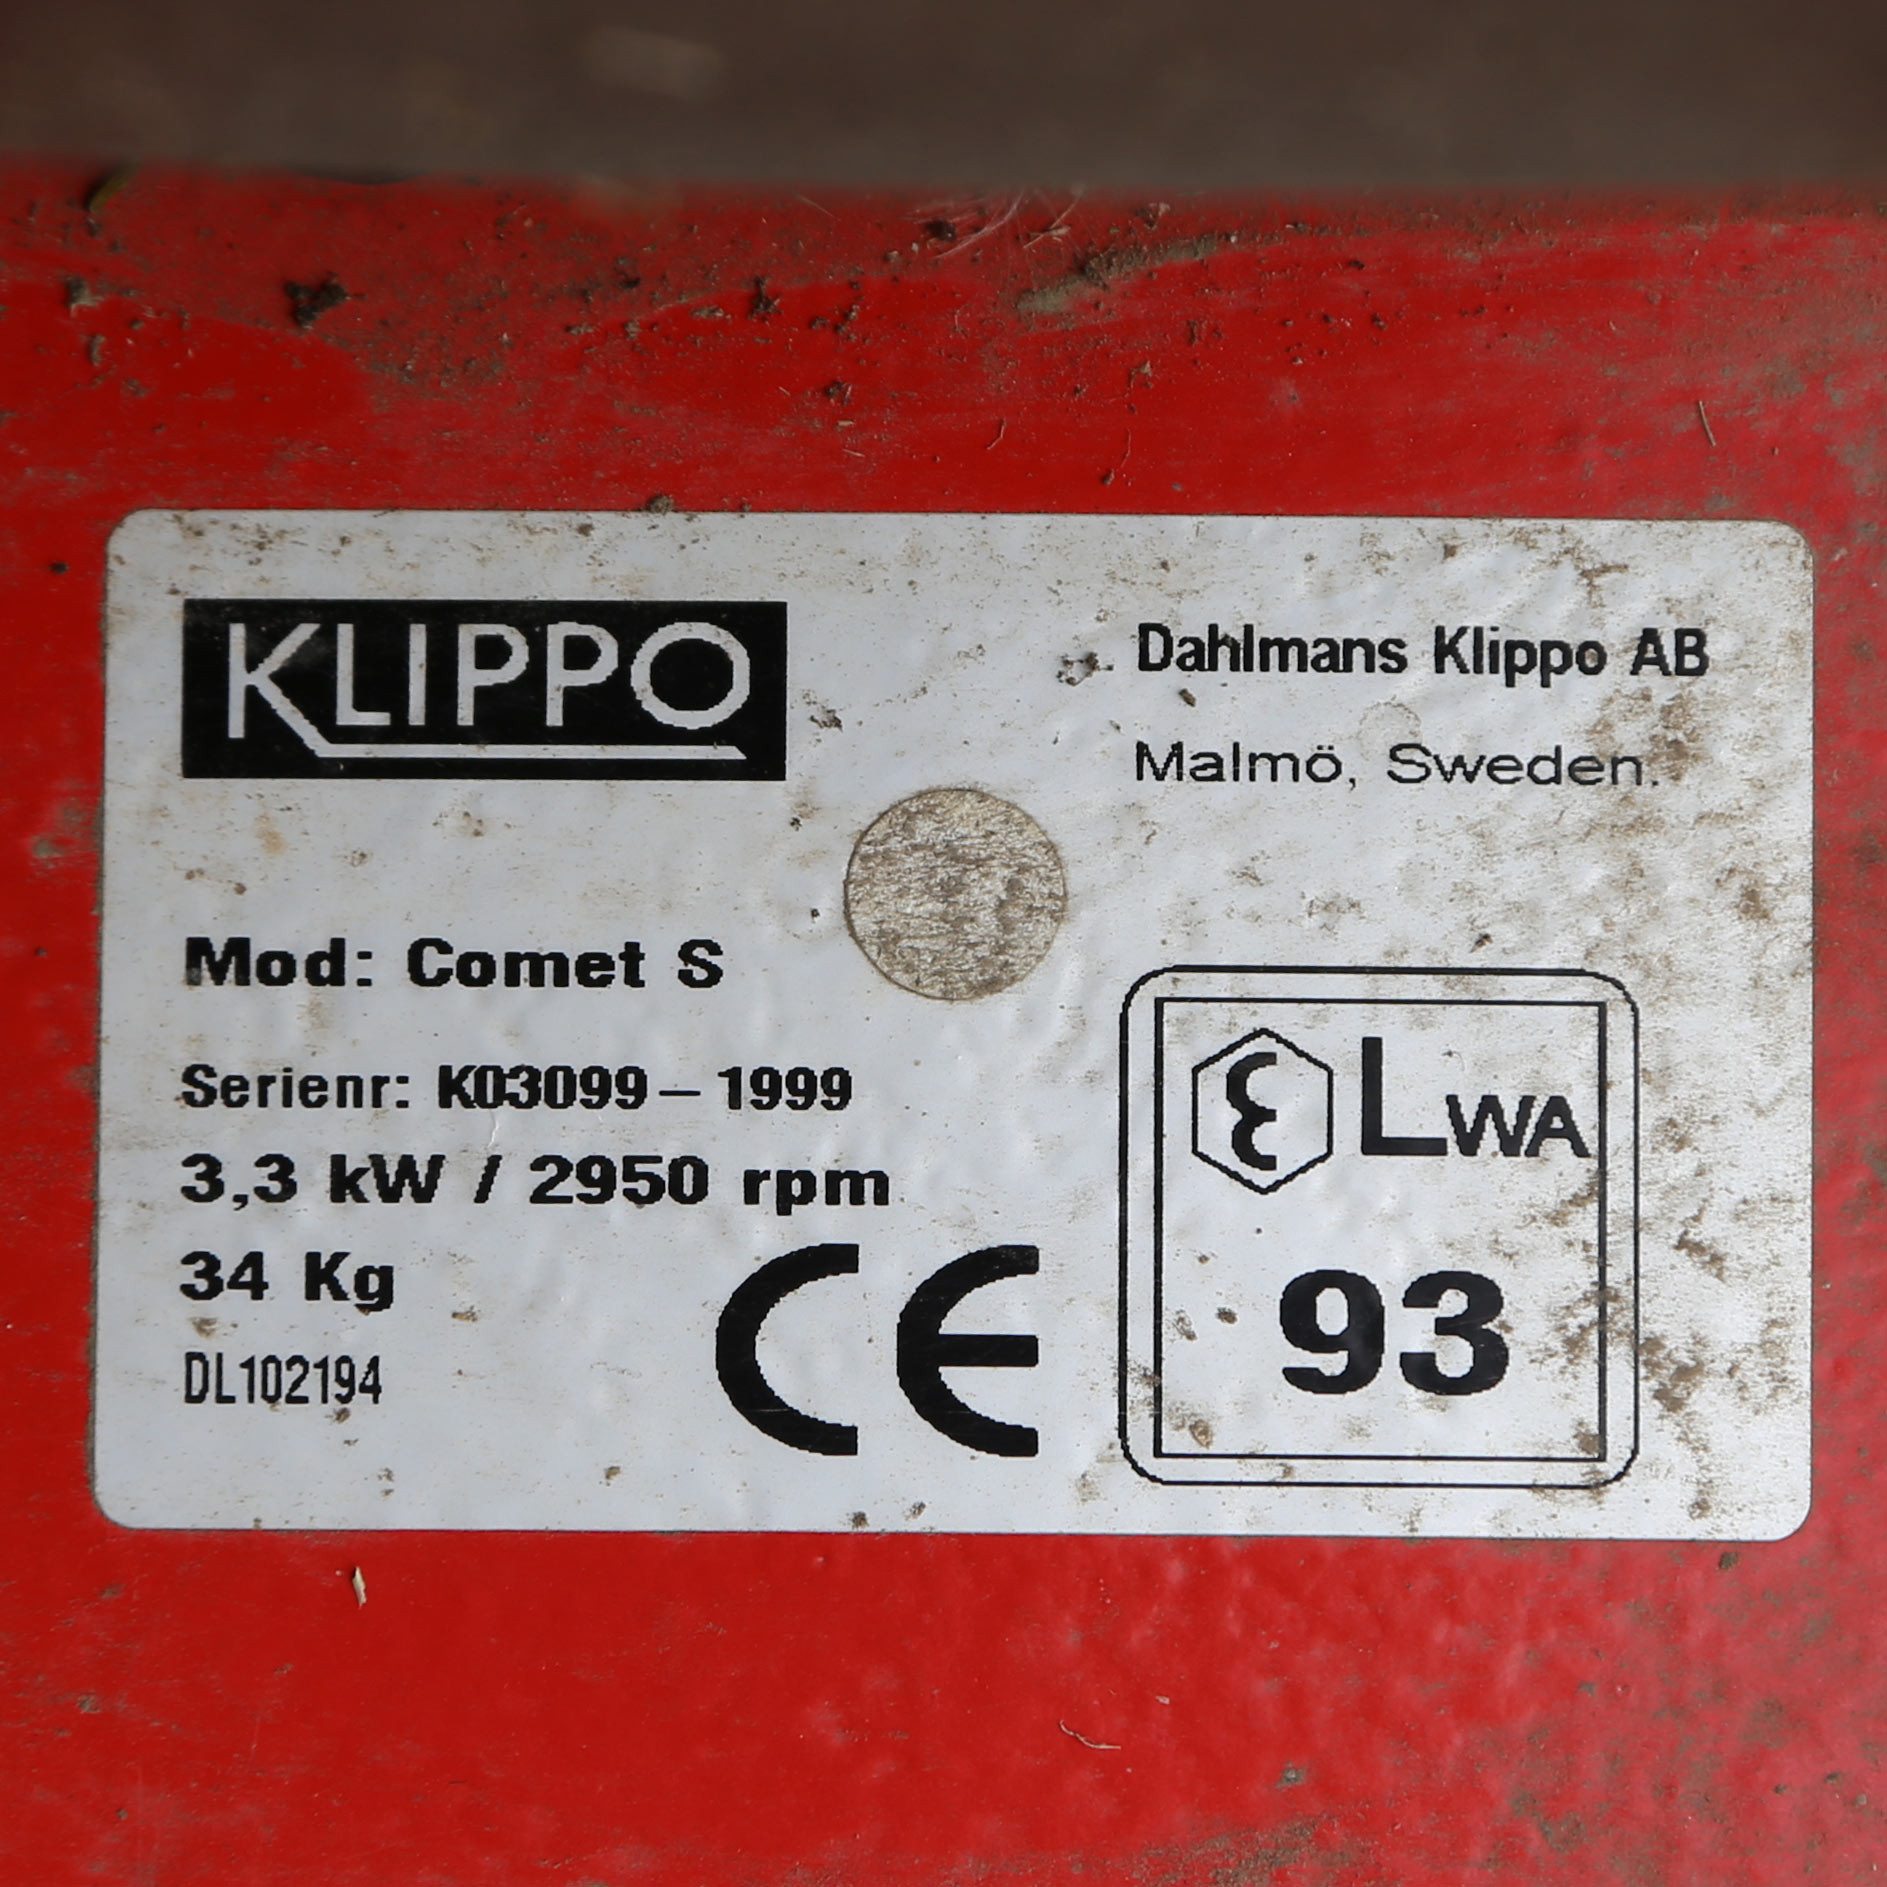 KLIPPO
Dahlmans Klippo AB
Malmö, Sweden.
Mod: Comet S
Serienr: K03099 – 1999
3,3 kW / 2950 rpm
34 Kg
DL102194
CE
ε LWA
93